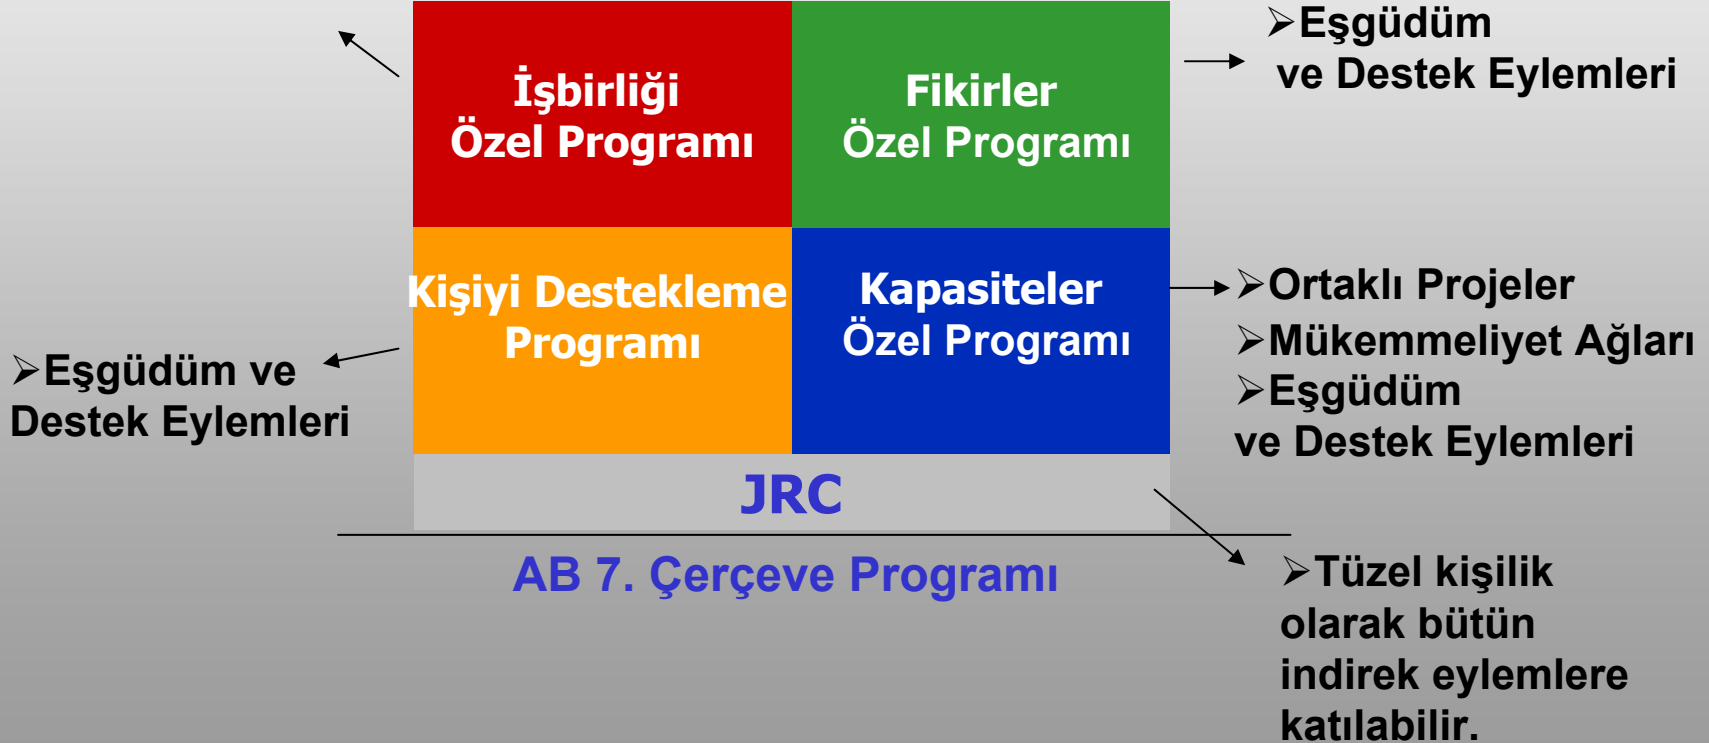 ➢Eşgüdüm
ve Destek Eylemleri
İşbirliği
Özel Programı
Fikirler
Özel Programı
Kişiyi Destekleme
Programı
Kapasiteler
Özel Programı
➢Ortaklı Projeler
➢Mükemmeliyet Ağları
➢Eşgüdüm
ve Destek Eylemleri
➢Eşgüdüm ve
Destek Eylemleri
JRC
AB 7. Çerçeve Programı
➢Tüzel kişilik
olarak bütün
indirek eylemlere
katılabilir.